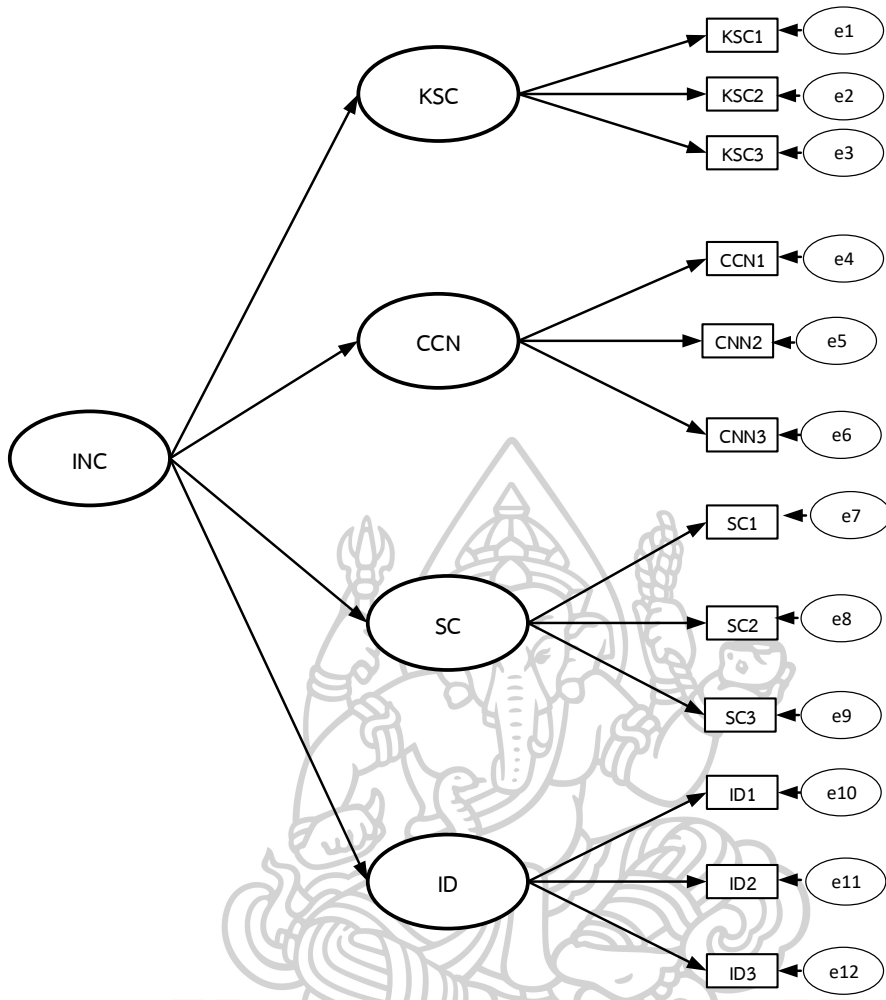 KSC1
e1
KSC
KSC2
e2
KSC3
e3
CCN1
e4
CCN
CNN2
e5
CNN3
e6
INC
SC1
e7
SC
SC2
e8
SC3
e9
ID1
e10
ID
ID2
e11
ID3
e12